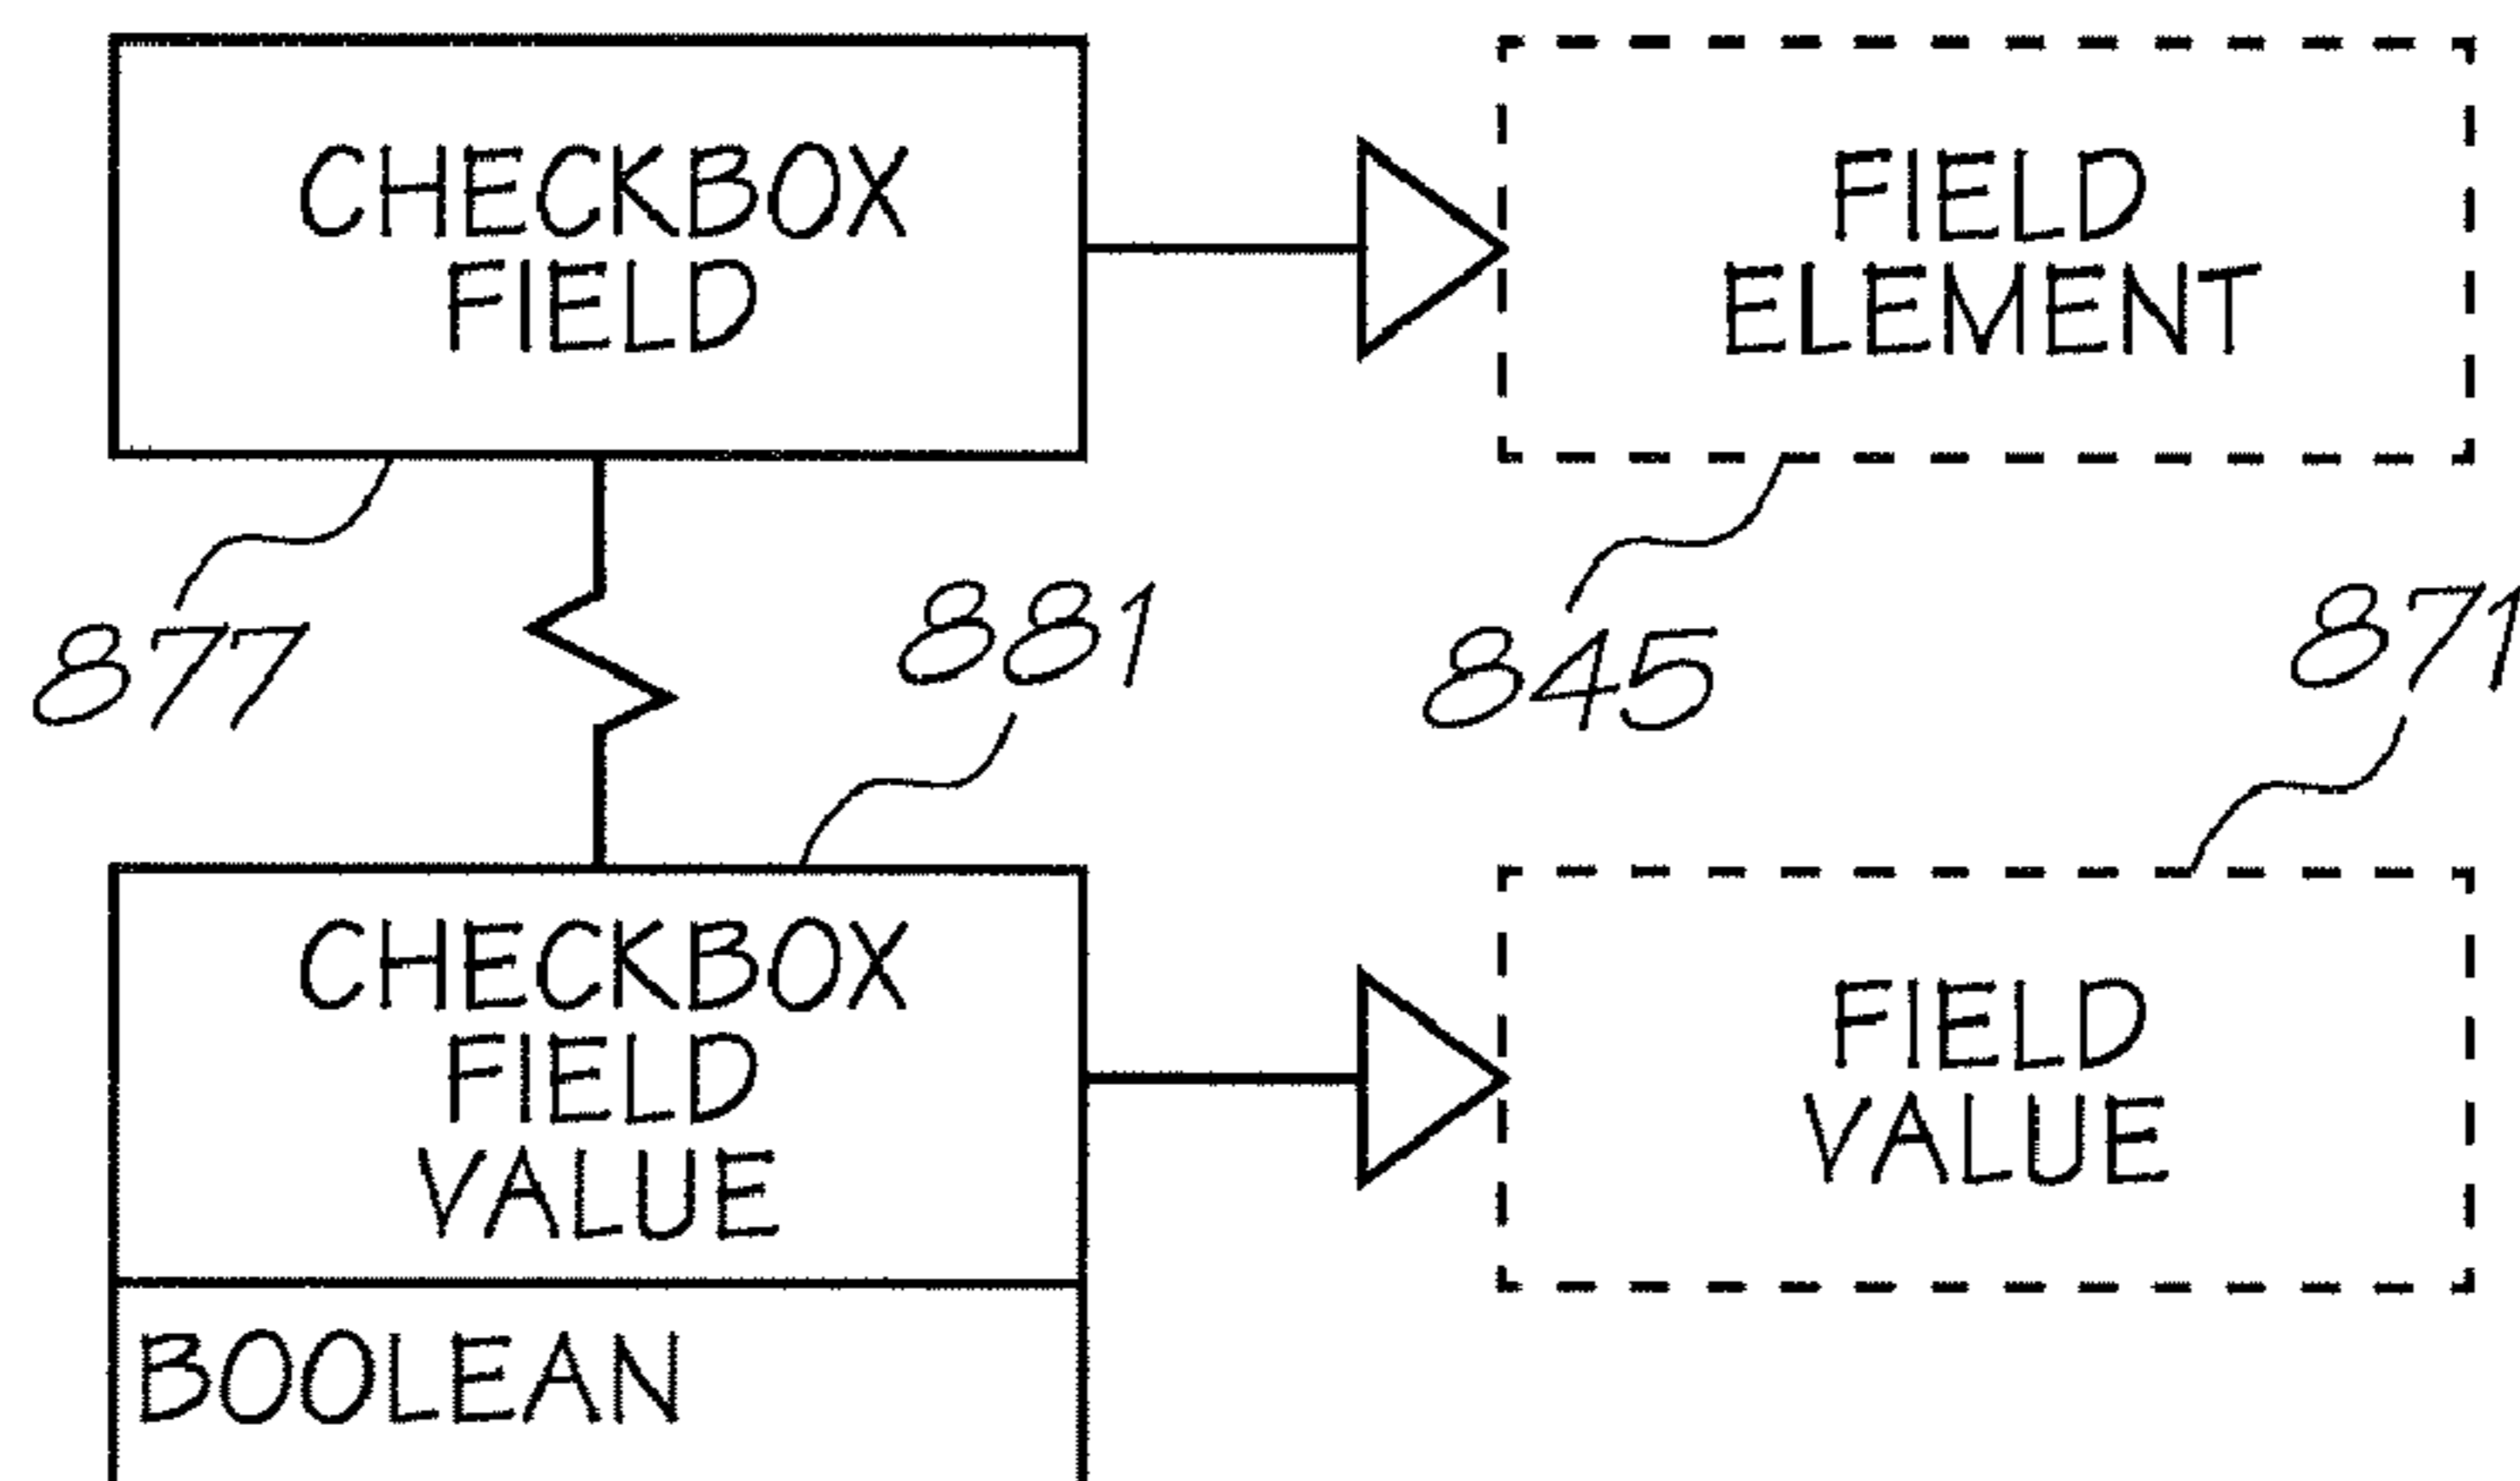 CHECKBOX
FIELD
FIELD
ELEMENT
877
881
845
871
CHECKBOX
FIELD
VALUE
FIELD
VALUE
BOOLEAN